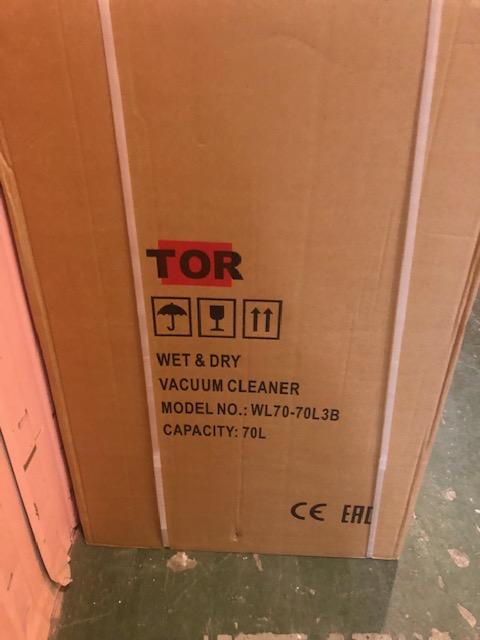 TOR
WET & DRY
VACUUM CLEANER
MODEL NO.: WL70-70L3B
CAPACITY: 70L
CE EAC